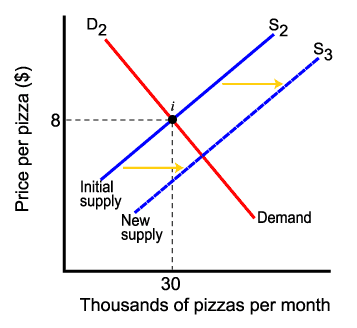 D2
S2
S3
i
Price per pizza ($)
8
Initial
supply
New
supply
Demand
30
Thousands of pizzas per month